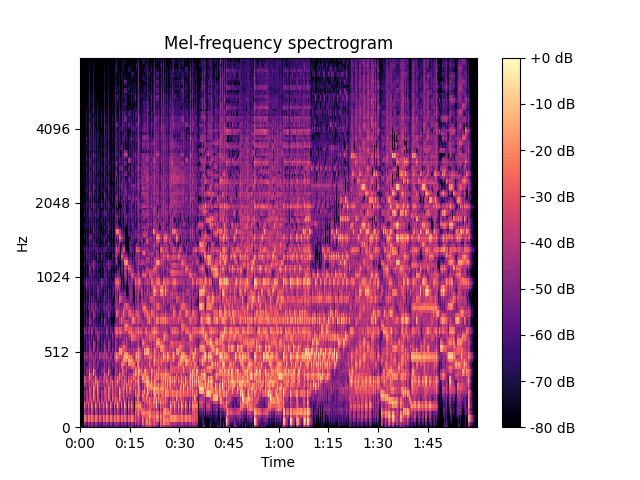 Mel-frequency spectrogram
Hz
4096
2048
1024
512
0
0:00 0:15 0:30 0:45 1:00 1:15 1:30 1:45
Time
+0 dB
-10 dB
-20 dB
-30 dB
-40 dB
-50 dB
-60 dB
-70 dB
-80 dB